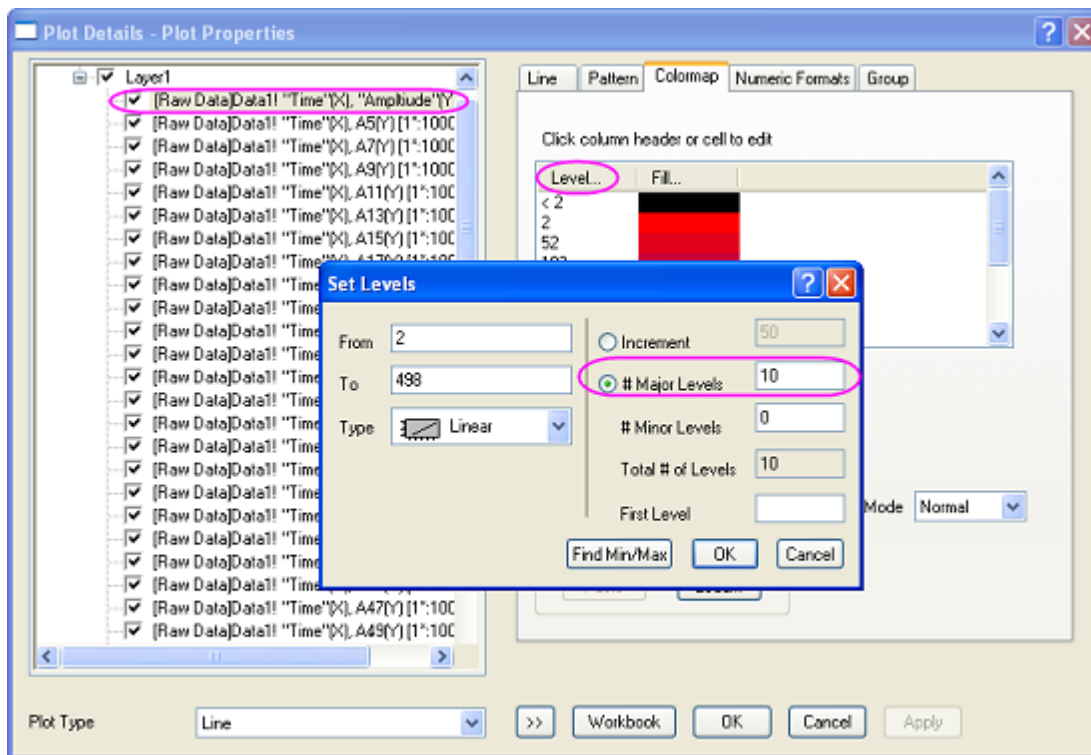 Plot Details - Plot Properties
Layer1
[Raw Data]Data1! "Time"(X), "Ampltiude"(Y
[Raw Data]Data1! "Time"(X), A5(Y) [1*:1000
[Raw Data]Data1! "Time"(X), A7(Y) [1*:1000
[Raw Data]Data1! "Time"(X), A9(Y) [1*:1000
[Raw Data]Data1! "Time"(X), A11(Y) [1*:100
[Raw Data]Data1! "Time"(X), A13(Y) [1*:100
[Raw Data]Data1! "Time"(X), A15(Y) [1*:100
[Raw Data]Data1! "Time"(X), A17(Y) [1*:100
[Raw Data]Data1! "Time
[Raw Data]Data1! "Time
[Raw Data]Data1! "Time
[Raw Data]Data1! "Time
[Raw Data]Data1! "Time
[Raw Data]Data1! "Time
[Raw Data]Data1! "Time
[Raw Data]Data1! "Time
[Raw Data]Data1! "Time
[Raw Data]Data1! "Time
[Raw Data]Data1! "Time
[Raw Data]Data1! "Time
[Raw Data]Data1! "Time
[Raw Data]Data1! "Time
[Raw Data]Data1! "Time"(X), A47(Y) [1*:100
[Raw Data]Data1! "Time"(X), A49(Y) [1*:100
Line Pattern Colormap Numeric Formats Group
Click column header or cell to edit
Level... Fill...
< 2
2
52
Set Levels
From 2
To 498
Type Linear
Increment 50
# Major Levels 10
# Minor Levels 0
Total # of Levels 10
First Level
Find Min/Max OK Cancel
Mode Normal
Plot Type Line
>> Workbook OK Cancel Apply